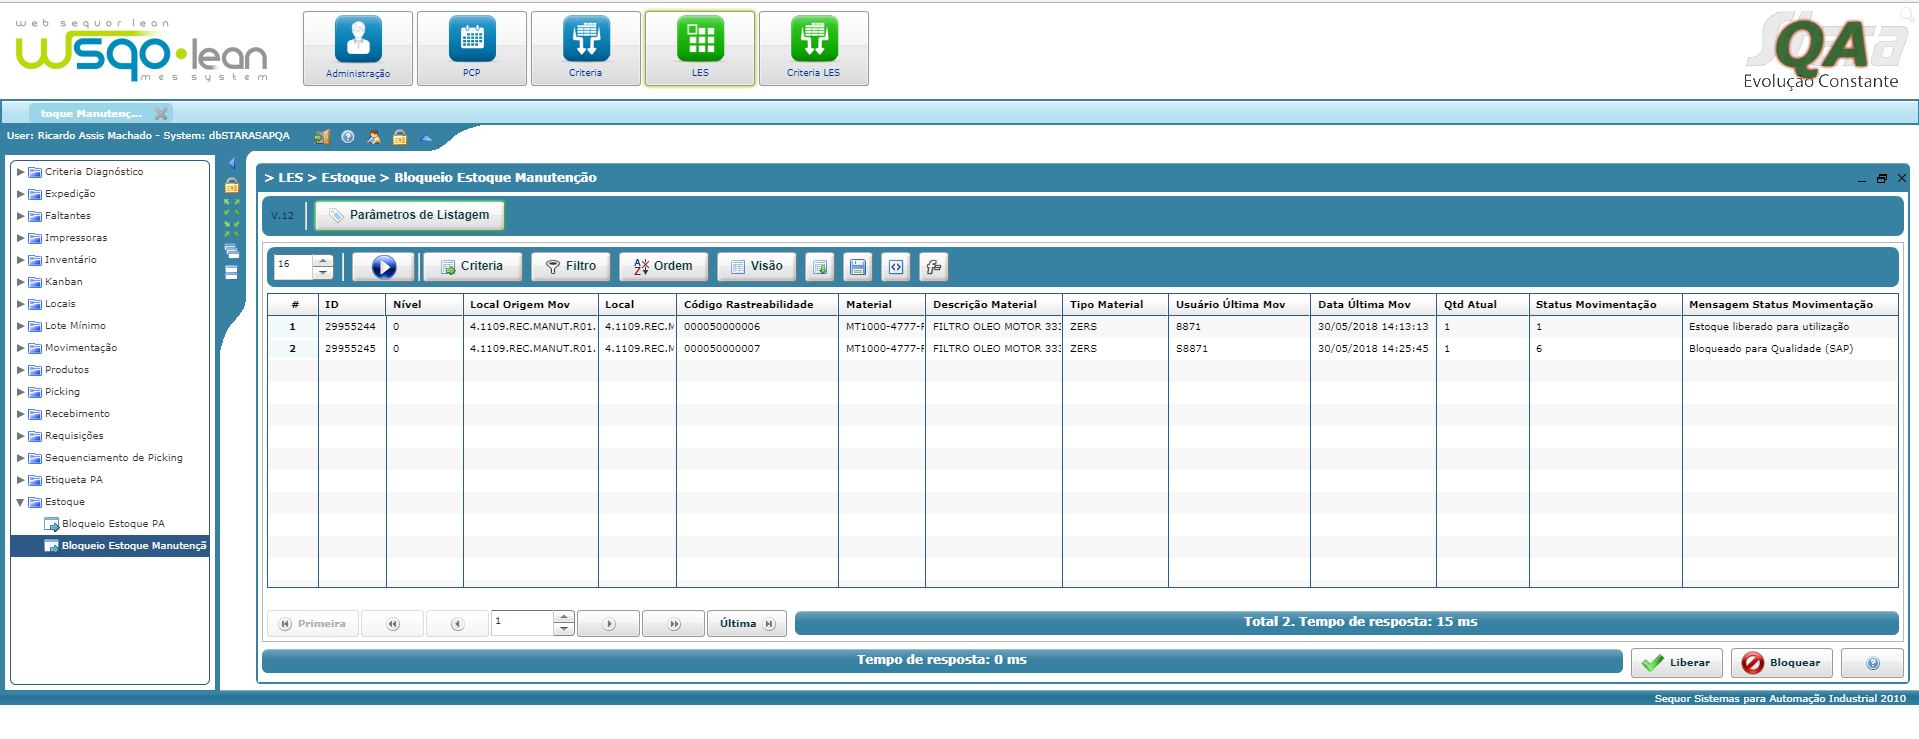 web sequor lean
wsqo•lean
mes system
Administração
PCP
Criteria
LES
Criteria LES
QA
Evolução Constante
toque Manutenç...
User: Ricardo Assis Machado - System: dbSTARASAPQA
Criteria Diagnóstico
Expedição
Faltantes
Impressoras
Inventário
Kanban
Locais
Lote Mínimo
Movimentação
Produtos
Picking
Recebimento
Requisições
Sequenciamento de Picking
Etiqueta PA
Estoque
Bloqueio Estoque PA
Bloqueio Estoque Manutençã
> LES > Estoque > Bloqueio Estoque Manutenção
V.12 Parâmetros de Listagem
16 Criteria Filtro Ordem Visão
# ID Nível Local Origem Mov Local Código Rastreabilidade Material Descrição Material Tipo Material Usuário Última Mov Data Última Mov Qtd Atual Status Movimentação Mensagem Status Movimentação
1 29955244 0 4.1109.REC.MANUT.R01. 4.1109.REC.M 000050000006 MT1000-4777-F FILTRO OLEO MOTOR 333 ZERS 8871 30/05/2018 14:13:13 1 1 Estoque liberado para utilização
2 29955245 0 4.1109.REC.MANUT.R01. 4.1109.REC.M 000050000007 MT1000-4777-F FILTRO OLEO MOTOR 333 ZERS S8871 30/05/2018 14:25:45 1 6 Bloqueado para Qualidade (SAP)
Primeira 1 Última Total 2. Tempo de resposta: 15 ms
Tempo de resposta: 0 ms Liberar Bloquear
Sequor Sistemas para Automação Industrial 2010